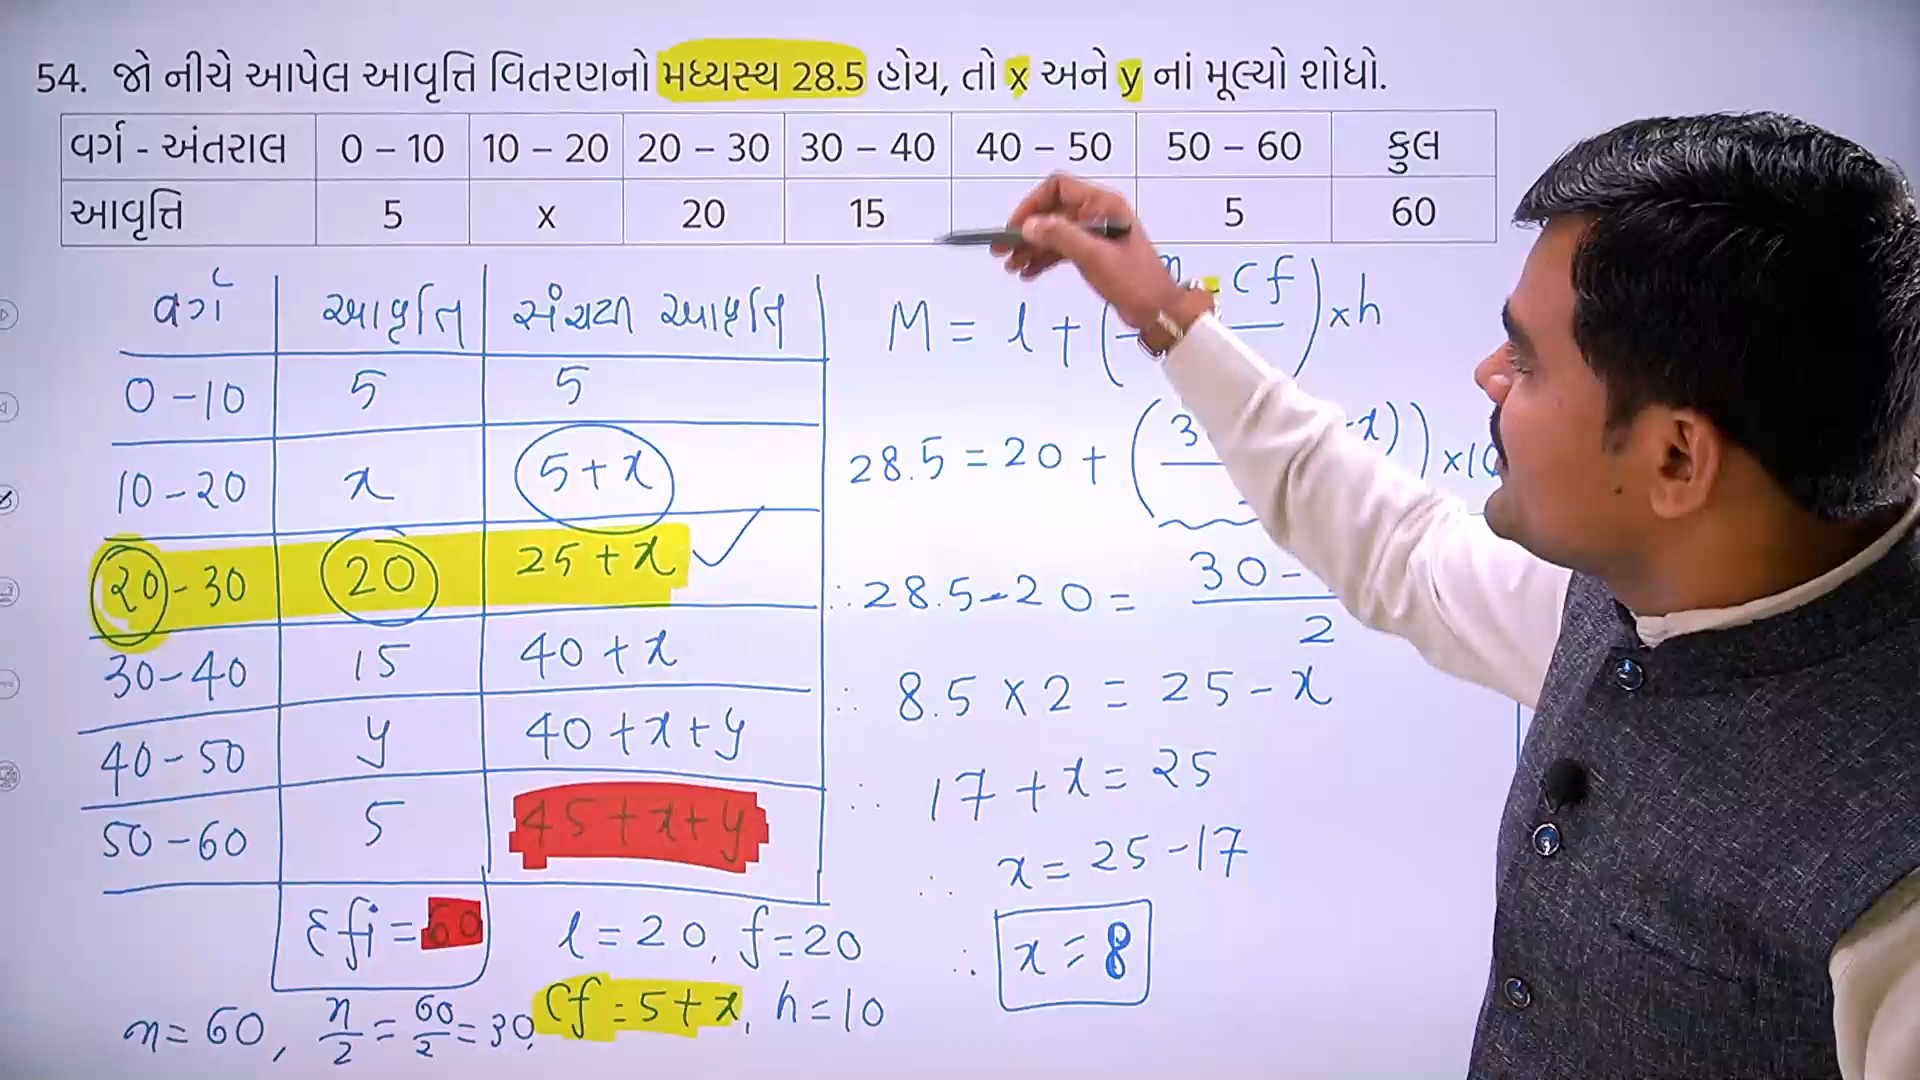 54. જો નીચે આપેલ આવૃત્તિ વિતરણનો મધ્યસ્થ 28.5 હોય, તો x અને y નાં મૂલ્યો શોધો.
વર્ગ - અંતરાલ 0 – 10 10 – 20 20 – 30 30 – 40 40 – 50 50 – 60 કુલ
આવૃત્તિ 5 x 20 15 5 60
વર્ગ આવૃત્તિ સંચયી આવૃત્તિ
0-10 5 5
10-20 x 5+x
20-30 20 25+x
30-40 15 40+x
40-50 y 40+x+y
50-60 5 45+x+y
Σfi = 60
l=20, f=20
n=60, n/2 = 60/2 = 30, cf = 5+x, h=10
M = l + ( - cf ) × h
28.5 = 20 + ( 3 -x)) ×10
∴ 28.5-20 = 30- / 2
∴ 8.5 × 2 = 25 - x
∴ 17 + x = 25
∴ x = 25 - 17
∴ x = 8